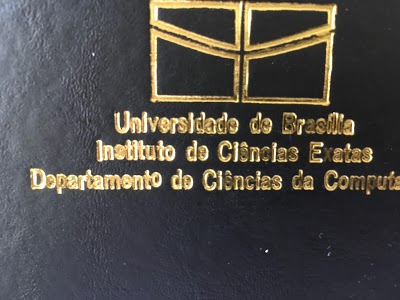 Universidade de Brasília
Instituto de Ciências Exatas
Departamento de Ciências da Computa